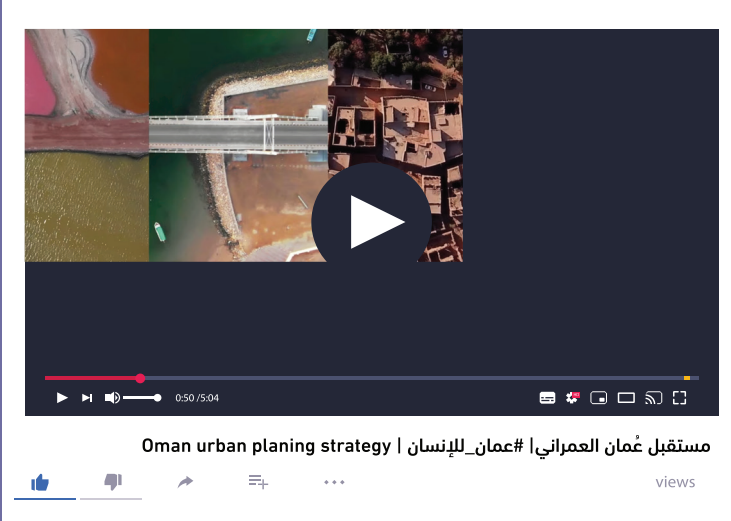 0:50 /5:04
مستقبل عُمان العمراني| #عمان_للإنسان | Oman urban planing strategy
views